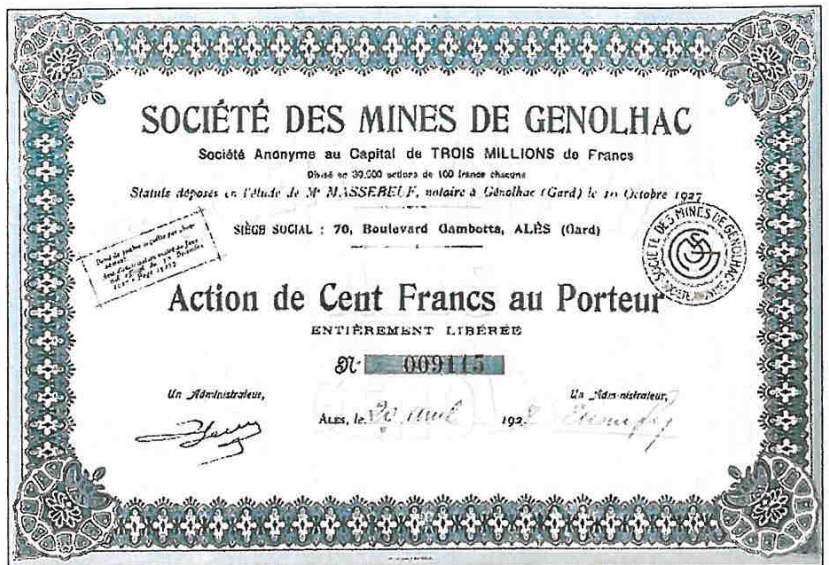 SOCIÉTÉ DES MINES DE GENOLHAC
Société Anonyme au Capital de TROIS MILLIONS de Francs
Divisé en 30.000 actions de 100 francs chacune
Statuts déposés en l'étude de Mᵉ MASSEBEUF, notaire à Génolhac (Gard) le 10 Octobre 1927
SIÈGE SOCIAL : 70, Boulevard Gambetta, ALÈS (Gard)
SOCIÉTÉ DES MINES DE GENOLHAC
Action de Cent Francs au Porteur
ENTIÈREMENT LIBÉRÉE
Nº 009115
Un Administrateur,
Un Administrateur,
ALÈS, le 20 avril 1928